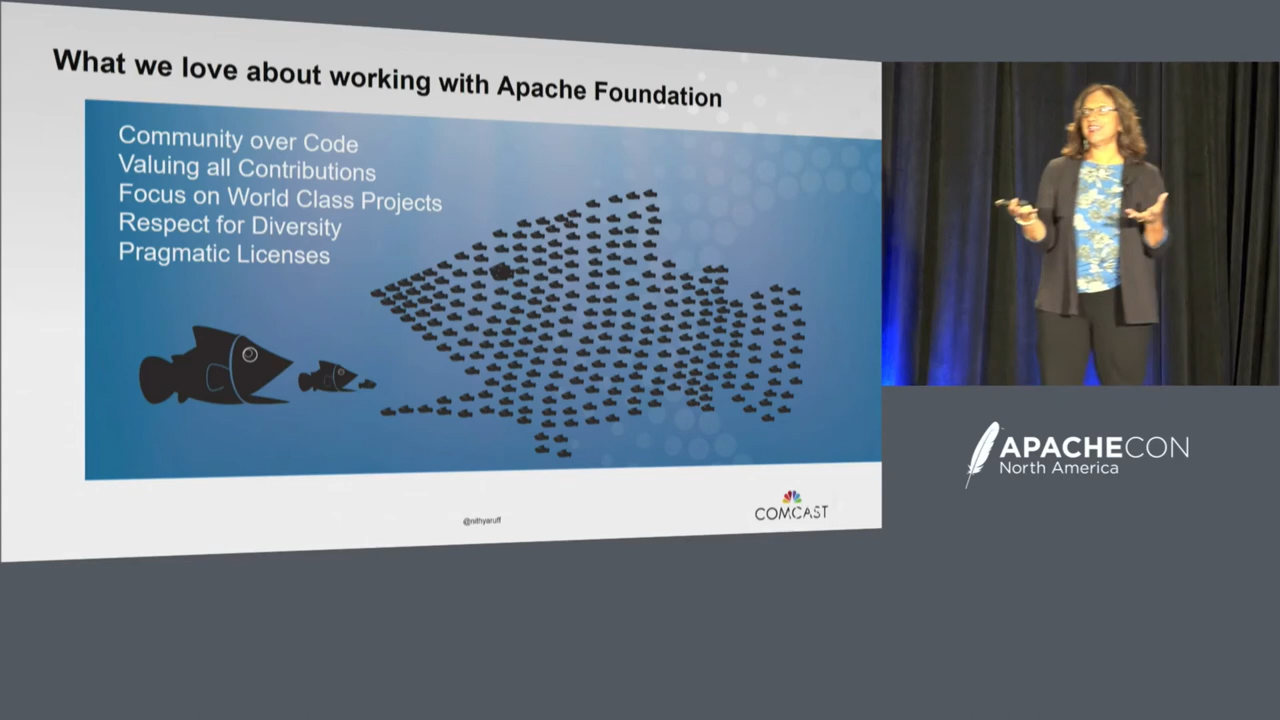 What we love about working with Apache Foundation
Community over Code
Valuing all Contributions
Focus on World Class Projects
Respect for Diversity
Pragmatic Licenses
@nithyaruff
COMCAST
APACHECON
North America